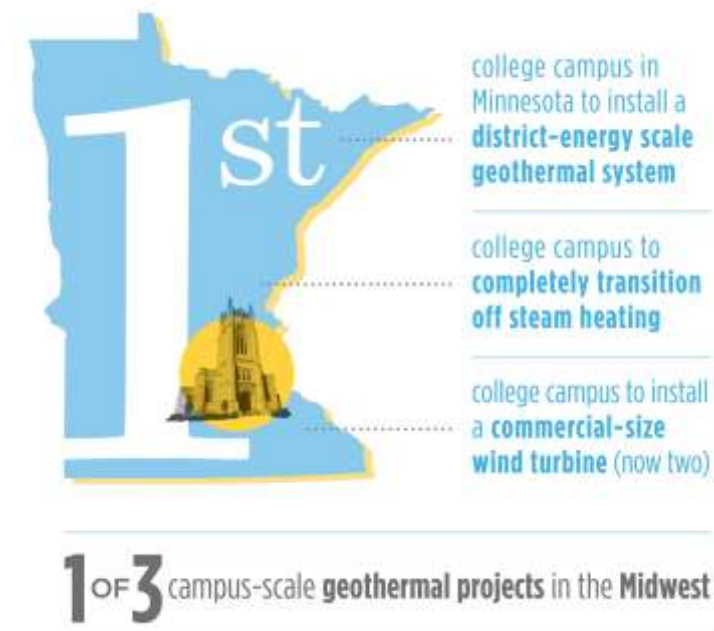 1st
college campus in
Minnesota to install a
district-energy scale
geothermal system
college campus to
completely transition
off steam heating
college campus to install
a commercial-size
wind turbine (now two)
1 OF 3 campus-scale geothermal projects in the Midwest